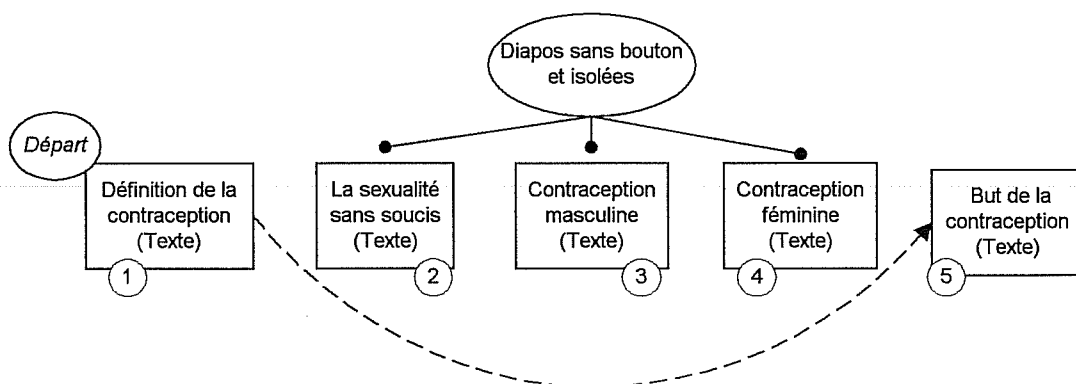 Diapos sans bouton
et isolées
Départ
Définition de la
contraception
(Texte)
1
La sexualité
sans soucis
(Texte)
2
Contraception
masculine
(Texte)
3
Contraception
féminine
(Texte)
4
But de la
contraception
(Texte)
5